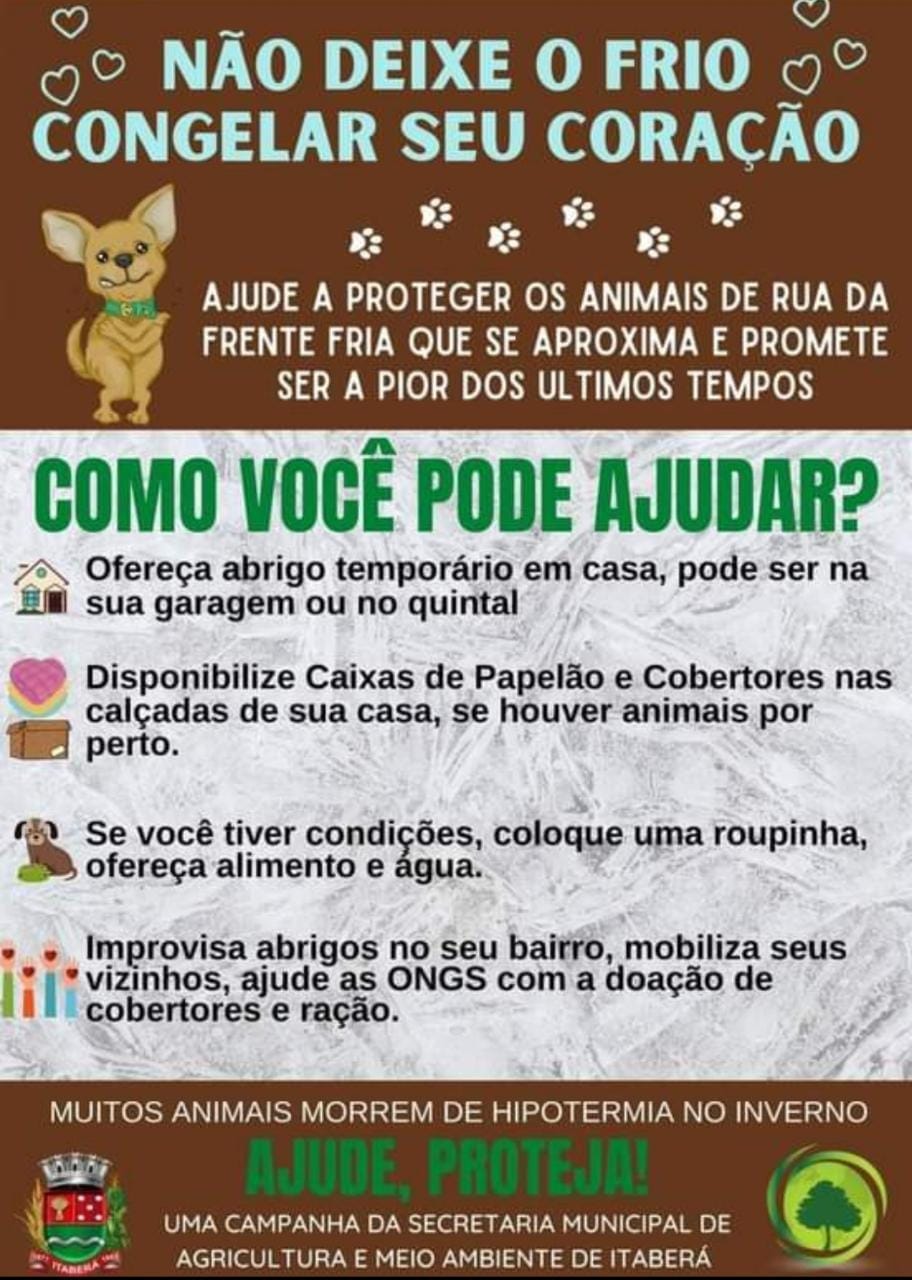 NÃO DEIXE O FRIO
CONGELAR SEU CORAÇÃO
AJUDE A PROTEGER OS ANIMAIS DE RUA DA
FRENTE FRIA QUE SE APROXIMA E PROMETE
SER A PIOR DOS ULTIMOS TEMPOS
COMO VOCÊ PODE AJUDAR?
Ofereça abrigo temporário em casa, pode ser na
sua garagem ou no quintal
Disponibilize Caixas de Papelão e Cobertores nas
calçadas de sua casa, se houver animais por
perto.
Se você tiver condições, coloque uma roupinha,
ofereça alimento e água.
Improvisa abrigos no seu bairro, mobiliza seus
vizinhos, ajude as ONGS com a doação de
cobertores e ração.
MUITOS ANIMAIS MORREM DE HIPOTERMIA NO INVERNO
AJUDE, PROTEJA!
UMA CAMPANHA DA SECRETARIA MUNICIPAL DE
AGRICULTURA E MEIO AMBIENTE DE ITABERÁ
ITABERÁ